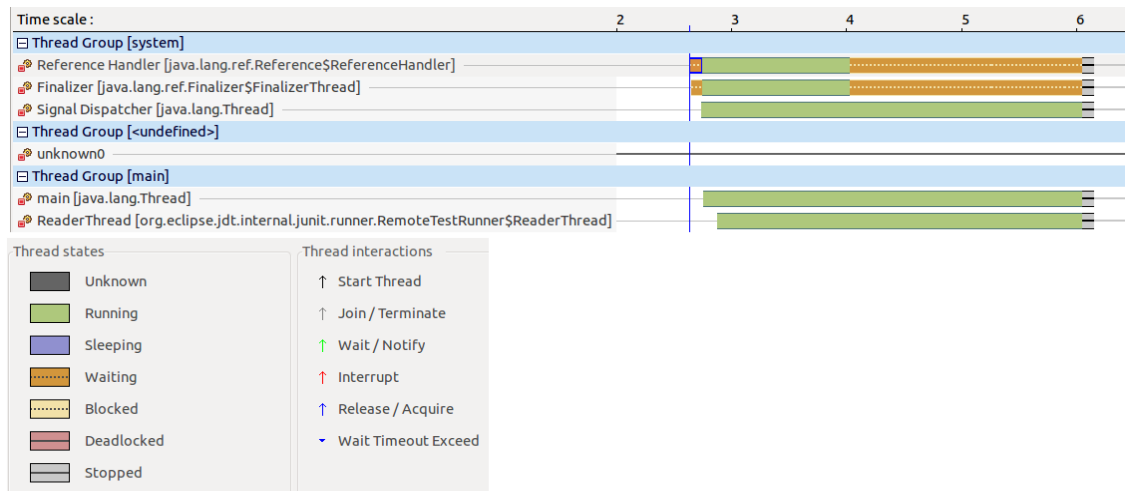 Time scale : 2 3 4 5 6
Thread Group [system]
Reference Handler [java.lang.ref.Reference$ReferenceHandler]
Finalizer [java.lang.ref.Finalizer$FinalizerThread]
Signal Dispatcher [java.lang.Thread]
Thread Group [<undefined>]
unknown0
Thread Group [main]
main [java.lang.Thread]
ReaderThread [org.eclipse.jdt.internal.junit.runner.RemoteTestRunner$ReaderThread]
Thread states
Unknown
Running
Sleeping
Waiting
Blocked
Deadlocked
Stopped
Thread interactions
Start Thread
Join / Terminate
Wait / Notify
Interrupt
Release / Acquire
Wait Timeout Exceed